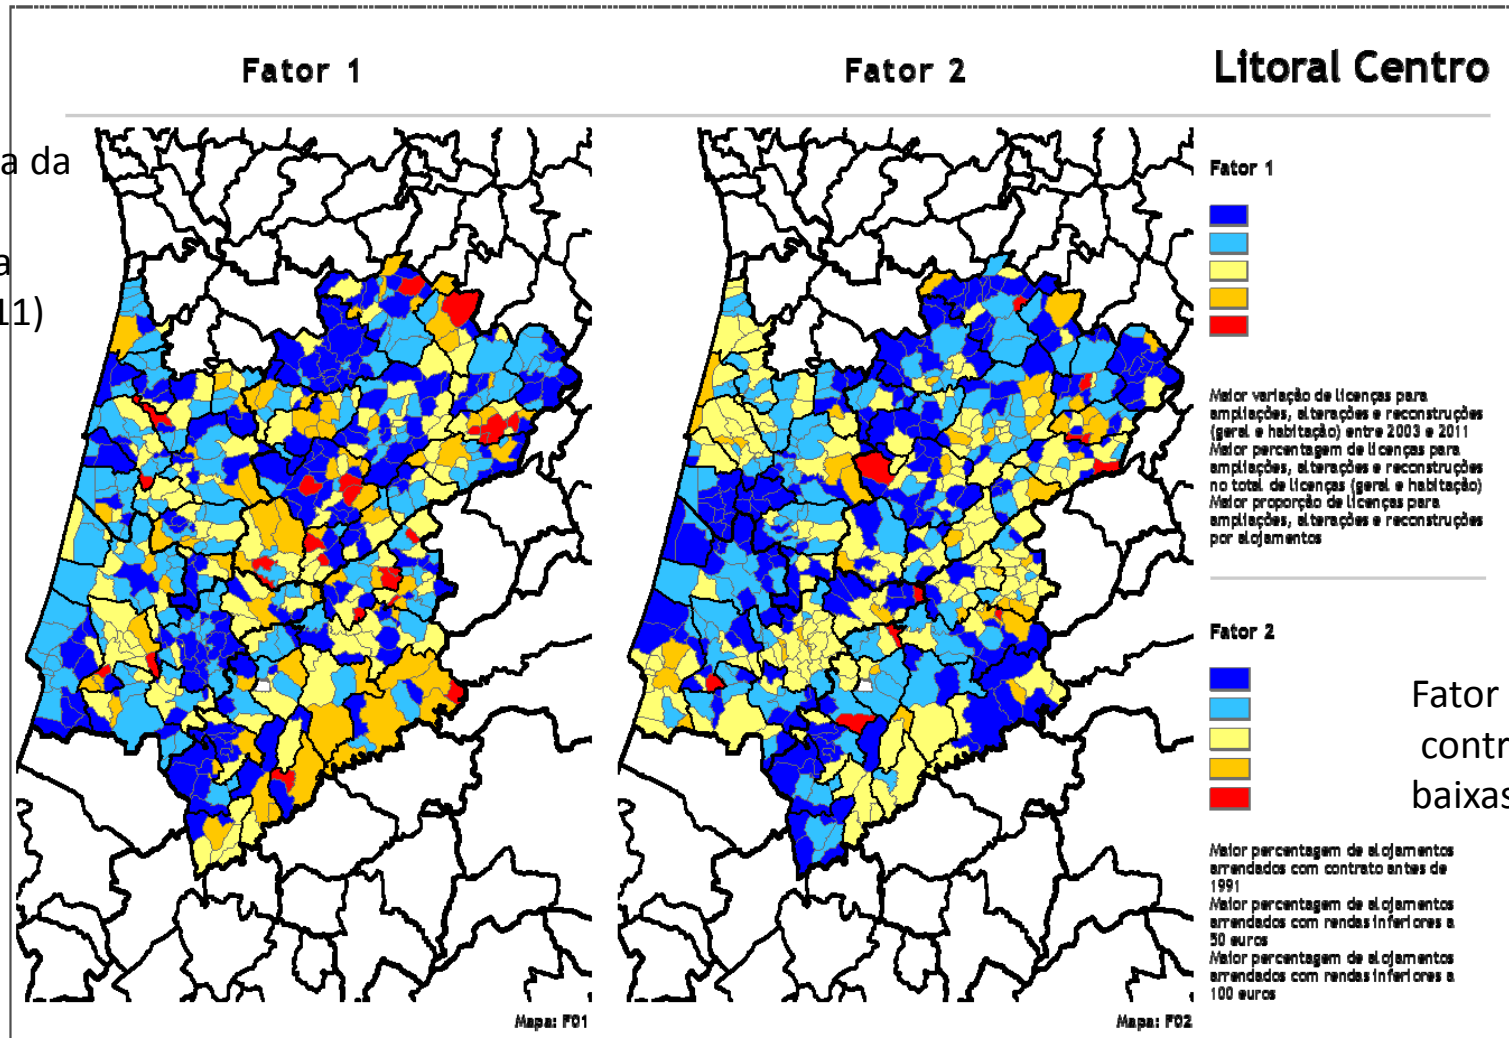 Fator 1
Fator 2
Litoral Centro
a da
a
11)
Fator 1
Maior variação de licenças para
ampliações, alterações e reconstruções
(geral e habitação) entre 2003 e 2011
Maior percentagem de licenças para
ampliações, alterações e reconstruções
no total de licenças (geral e habitação)
Maior proporção de licenças para
ampliações, alterações e reconstruções
por alojamentos
Fator 2
Fator
contr
baixas
Maior percentagem de alojamentos
arrendados com contrato antes de
1991
Maior percentagem de alojamentos
arrendados com rendas inferiores a
50 euros
Maior percentagem de alojamentos
arrendados com rendas inferiores a
100 euros
Mapa: F01
Mapa: F02